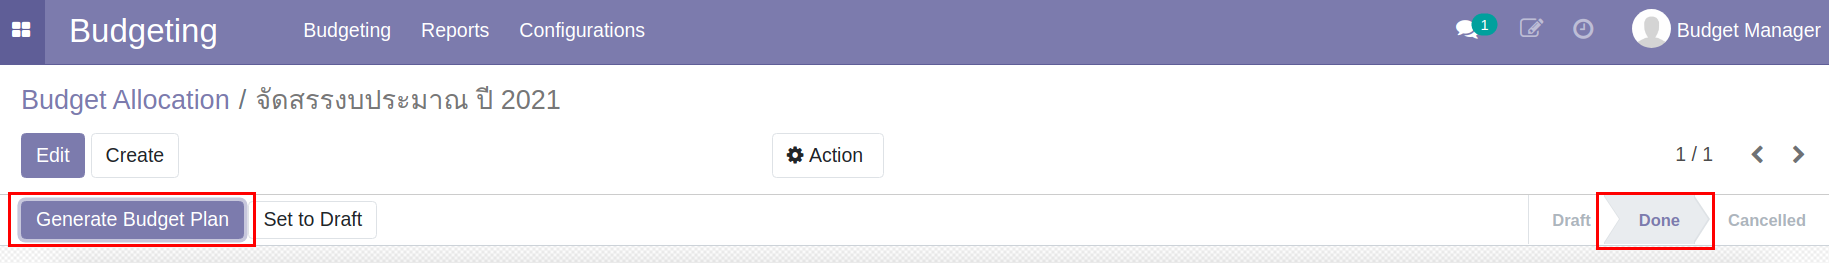 Budgeting Budgeting Reports Configurations 1 Budget Manager
Budget Allocation / จัดสรรงบประมาณ ปี 2021
Edit Create Action 1 / 1
Generate Budget Plan Set to Draft Draft Done Cancelled